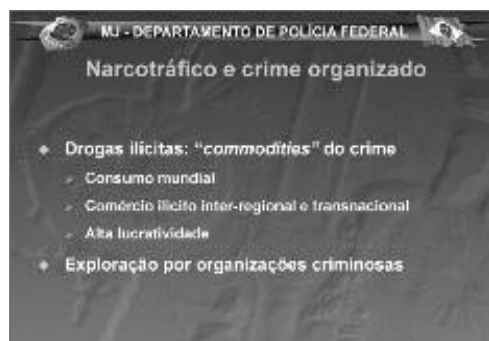 MJ - DEPARTAMENTO DE POLÍCIA FEDERAL
Narcotráfico e crime organizado
Drogas ilícitas: “commodities” do crime
Consumo mundial
Comércio ilícito inter-regional e transnacional
Alta lucratividade
Exploração por organizações criminosas